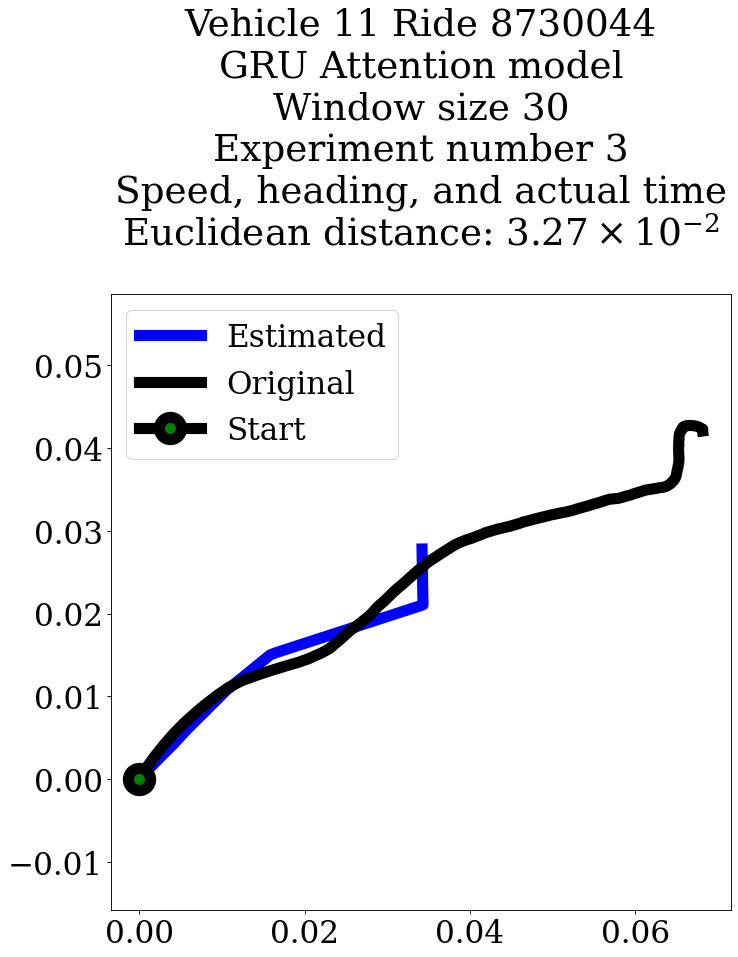 Vehicle 11 Ride 8730044
GRU Attention model
Window size 30
Experiment number 3
Speed, heading, and actual time
Euclidean distance: 3.27 × 10⁻²
Estimated
Original
Start
0.05
0.04
0.03
0.02
0.01
0.00
−0.01
0.00 0.02 0.04 0.06